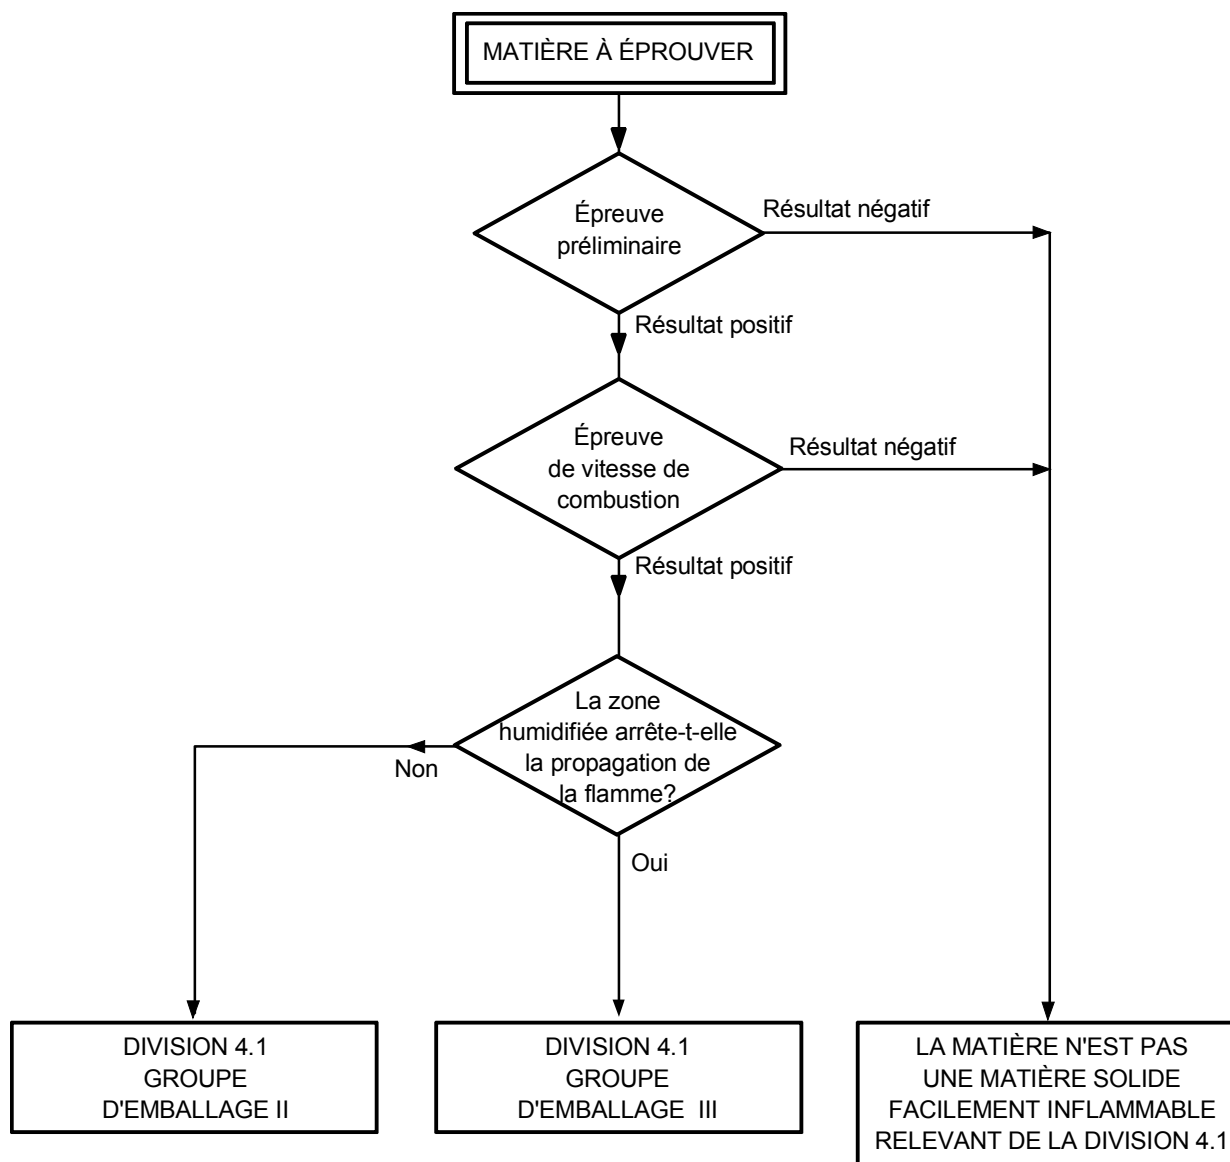 MATIÈRE À ÉPROUVER
Épreuve
préliminaire
Résultat négatif
Résultat positif
Épreuve
de vitesse de
combustion
Résultat négatif
Résultat positif
La zone
humidifiée arrête-t-elle
la propagation de
la flamme?
Non
Oui
DIVISION 4.1
GROUPE
D'EMBALLAGE II
DIVISION 4.1
GROUPE
D'EMBALLAGE III
LA MATIÈRE N'EST PAS
UNE MATIÈRE SOLIDE
FACILEMENT INFLAMMABLE
RELEVANT DE LA DIVISION 4.1